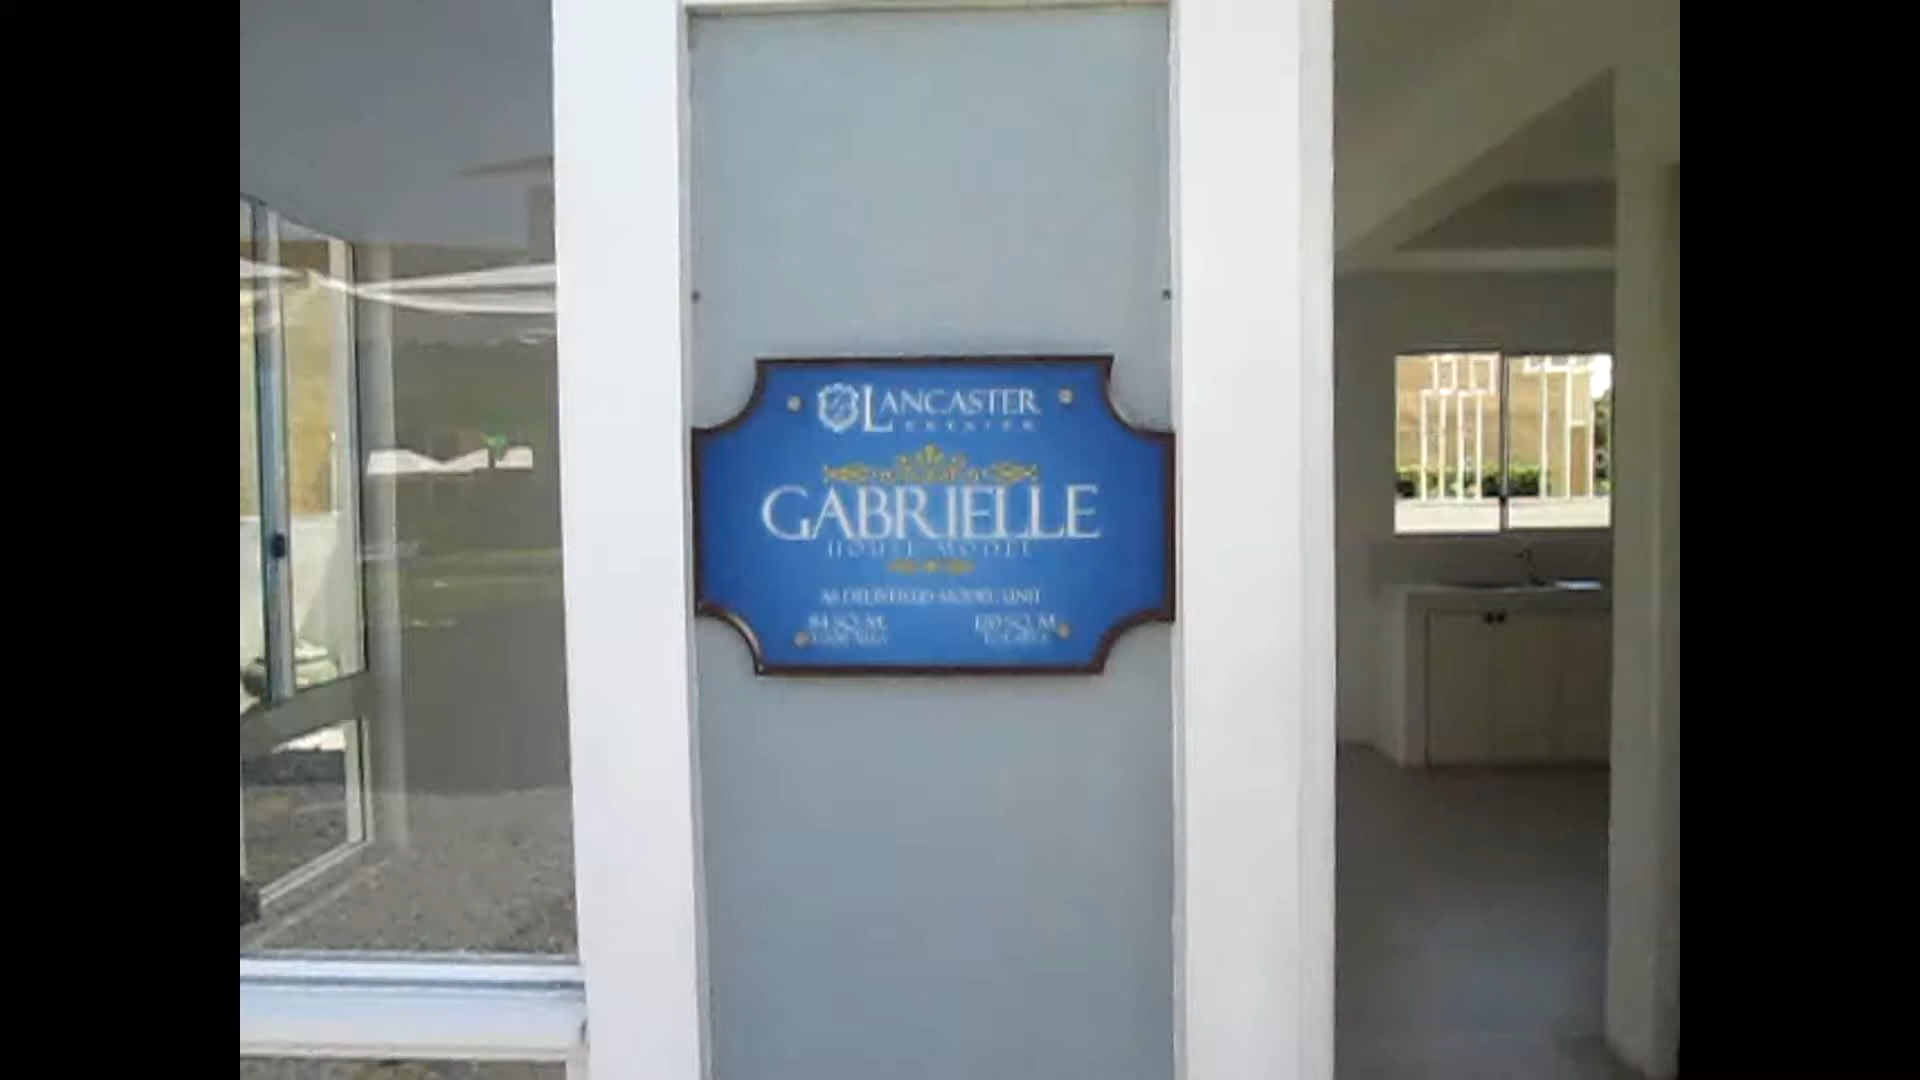 LANCASTER
ESTATES
GABRIELLE
HOUSE MODEL
AS DELIVERED MODEL UNIT
84 SQ. M. 120 SQ. M.